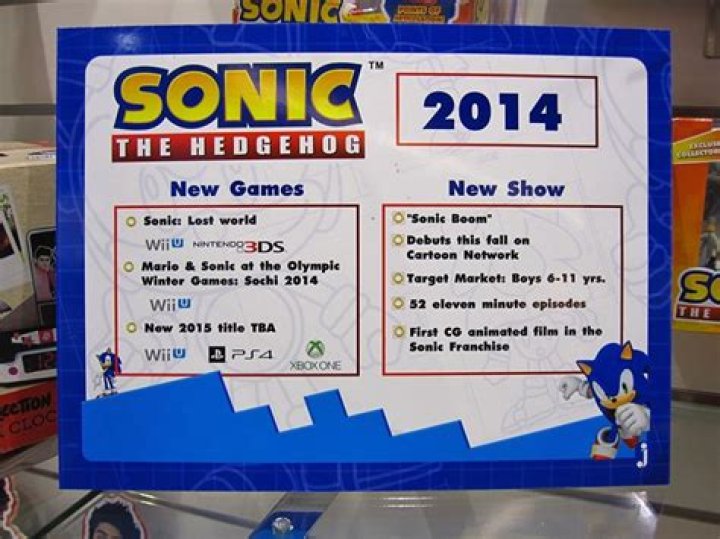 SONIC
SONIC
THE HEDGEHOG
TM
2014
New Games
Sonic: Lost world
Wii U NINTENDO 3DS
Mario & Sonic at the Olympic
Winter Games: Sochi 2014
Wii U
New 2015 title TBA
Wii U PS4 XBOX ONE
New Show
"Sonic Boom"
Debuts this fall on
Cartoon Network
Target Market: Boys 6-11 yrs.
52 eleven minute episodes
First CG animated film in the
Sonic Franchise
j
THE